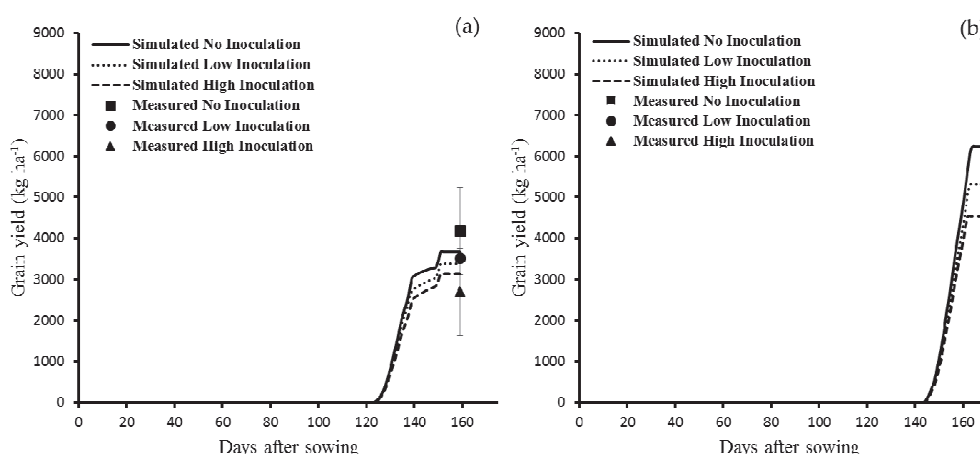 (a)
9000
8000
7000
6000
5000
4000
3000
2000
1000
0
Grain yield (kg ha⁻¹)
Simulated No Inoculation
Simulated Low Inoculation
Simulated High Inoculation
Measured No Inoculation
Measured Low Inoculation
Measured High Inoculation
0 20 40 60 80 100 120 140 160
Days after sowing
(b
9000
8000
7000
6000
5000
4000
3000
2000
1000
0
Grain yield (kg ha⁻¹)
Simulated No Inoculation
Simulated Low Inoculation
Simulated High Inoculation
Measured No Inoculation
Measured Low Inoculation
Measured High Inoculation
0 20 40 60 80 100 120 140 160
Days after sowing